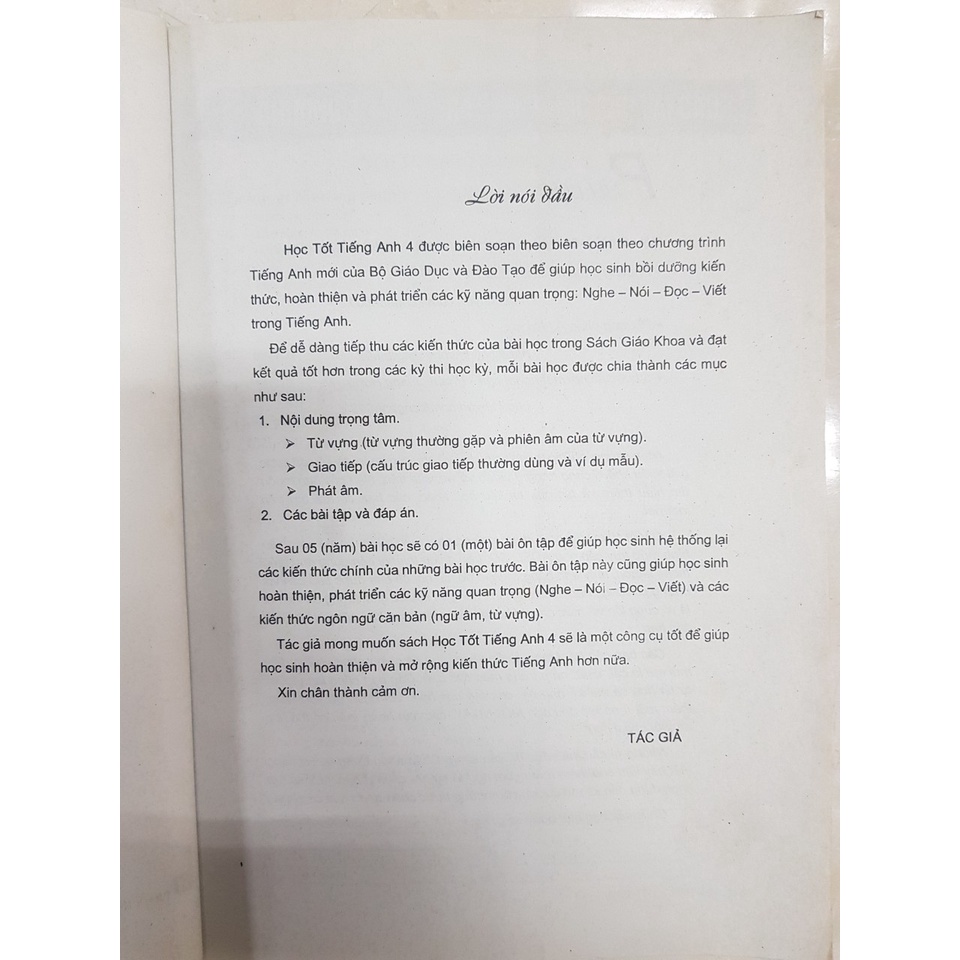 Lời nói đầu
Học Tốt Tiếng Anh 4 được biên soạn theo biên soạn theo chương trình
Tiếng Anh mới của Bộ Giáo Dục và Đào Tạo để giúp học sinh bồi dưỡng kiến
thức, hoàn thiện và phát triển các kỹ năng quan trọng: Nghe – Nói – Đọc – Viết
trong Tiếng Anh.
Để dễ dàng tiếp thu các kiến thức của bài học trong Sách Giáo Khoa và đạt
kết quả tốt hơn trong các kỳ thi học kỳ, mỗi bài học được chia thành các mục
như sau:
1. Nội dung trọng tâm.
➢ Từ vựng (từ vựng thường gặp và phiên âm của từ vựng).
➢ Giao tiếp (cấu trúc giao tiếp thường dùng và ví dụ mẫu).
➢ Phát âm.
2. Các bài tập và đáp án.
Sau 05 (năm) bài học sẽ có 01 (một) bài ôn tập để giúp học sinh hệ thống lại
các kiến thức chính của những bài học trước. Bài ôn tập này cũng giúp học sinh
hoàn thiện, phát triển các kỹ năng quan trọng (Nghe – Nói – Đọc – Viết) và các
kiến thức ngôn ngữ căn bản (ngữ âm, từ vựng).
Tác giả mong muốn sách Học Tốt Tiếng Anh 4 sẽ là một công cụ tốt để giúp
học sinh hoàn thiện và mở rộng kiến thức Tiếng Anh hơn nữa.
Xin chân thành cảm ơn.
TÁC GIẢ